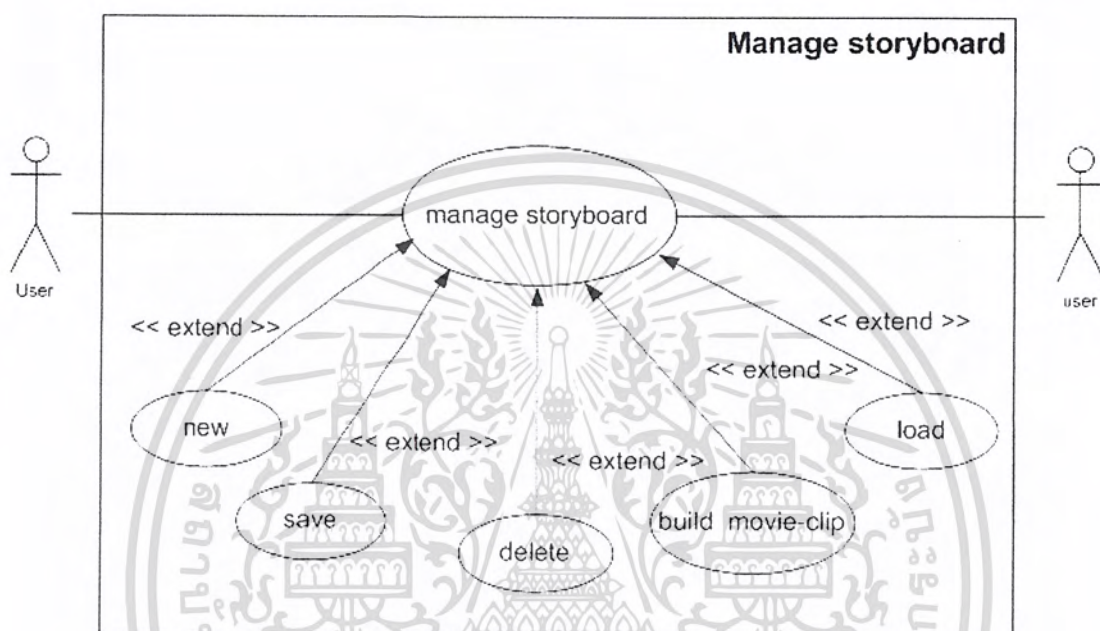 Manage storyboard
manage storyboard
User
user
<< extend >>
<< extend >>
<< extend >>
<< extend >>
<< extend >>
new
load
save
build movie-clip
delete